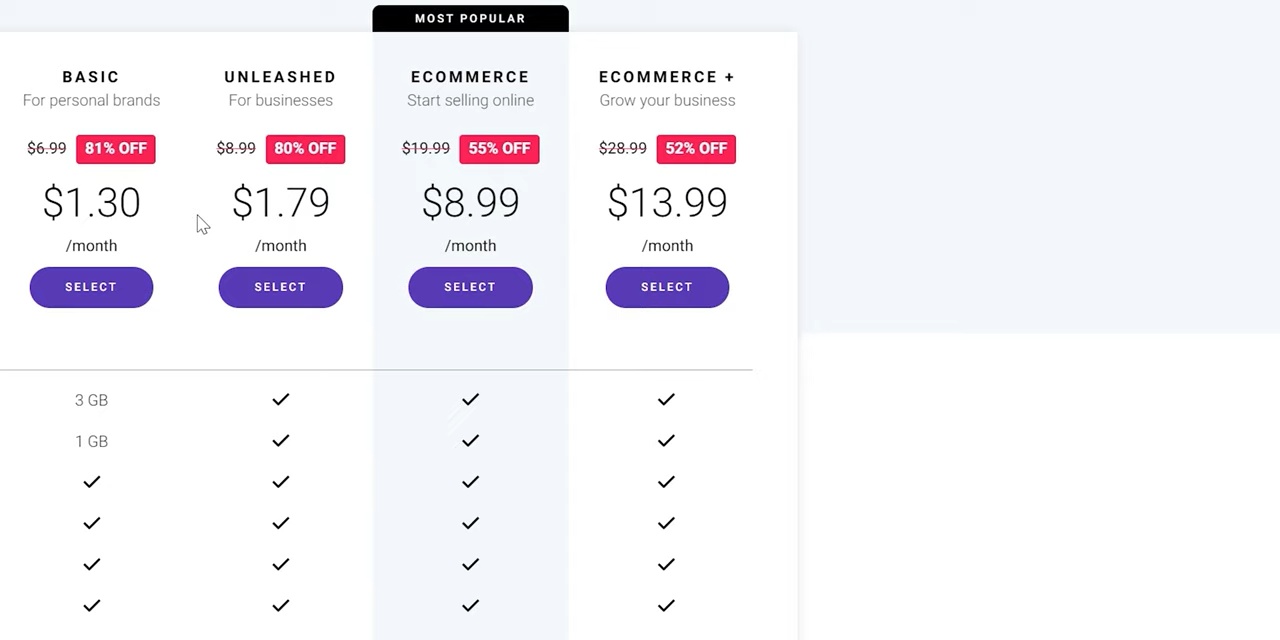 MOST POPULAR
BASIC UNLEASHED ECOMMERCE ECOMMERCE +
For personal brands For businesses Start selling online Grow your business
$6.99 81% OFF $8.99 80% OFF $19.99 55% OFF $28.99 52% OFF
$1.30 $1.79 $8.99 $13.99
/month /month /month /month
SELECT SELECT SELECT SELECT
3 GB
1 GB